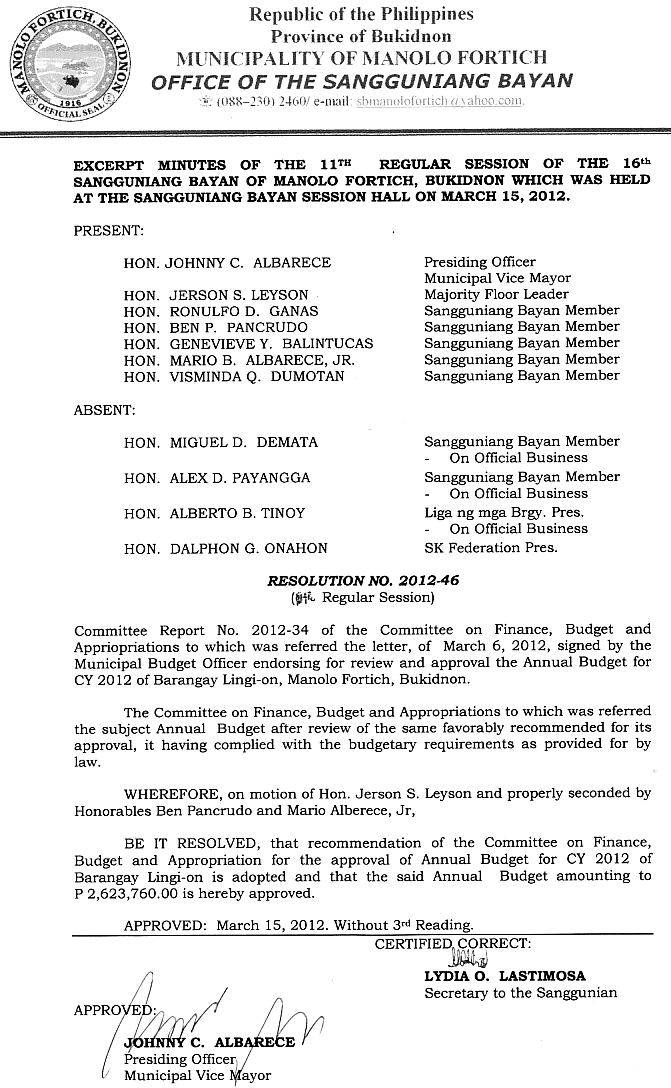 MANOLO FORTICH, BUKIDNON
1916
OFFICIAL SEAL
Republic of the Philippines
Province of Bukidnon
MUNICIPALITY OF MANOLO FORTICH
OFFICE OF THE SANGGUNIANG BAYAN
☏ (088–230) 2460/ e-mail: sbmanolofortich@yahoo.com.
EXCERPT MINUTES OF THE 11TH REGULAR SESSION OF THE 16th
SANGGUNIANG BAYAN OF MANOLO FORTICH, BUKIDNON WHICH WAS HELD
AT THE SANGGUNIANG BAYAN SESSION HALL ON MARCH 15, 2012.
PRESENT:
HON. JOHNNY C. ALBARECE Presiding Officer
Municipal Vice Mayor
HON. JERSON S. LEYSON Majority Floor Leader
HON. RONULFO D. GANAS Sangguniang Bayan Member
HON. BEN P. PANCRUDO Sangguniang Bayan Member
HON. GENEVIEVE Y. BALINTUCAS Sangguniang Bayan Member
HON. MARIO B. ALBARECE, JR. Sangguniang Bayan Member
HON. VISMINDA Q. DUMOTAN Sangguniang Bayan Member
ABSENT:
HON. MIGUEL D. DEMATA Sangguniang Bayan Member
- On Official Business
HON. ALEX D. PAYANGGA Sangguniang Bayan Member
- On Official Business
HON. ALBERTO B. TINOY Liga ng mga Brgy. Pres.
- On Official Business
HON. DALPHON G. ONAHON SK Federation Pres.
RESOLUTION NO. 2012-46
( Regular Session)
Committee Report No. 2012-34 of the Committee on Finance, Budget and
Appriopriations to which was referred the letter, of March 6, 2012, signed by the
Municipal Budget Officer endorsing for review and approval the Annual Budget for
CY 2012 of Barangay Lingi-on, Manolo Fortich, Bukidnon.
The Committee on Finance, Budget and Appropriations to which was referred
the subject Annual Budget after review of the same favorably recommended for its
approval, it having complied with the budgetary requirements as provided for by
law.
WHEREFORE, on motion of Hon. Jerson S. Leyson and properly seconded by
Honorables Ben Pancrudo and Mario Alberece, Jr,
BE IT RESOLVED, that recommendation of the Committee on Finance,
Budget and Appropriation for the approval of Annual Budget for CY 2012 of
Barangay Lingi-on is adopted and that the said Annual Budget amounting to
P 2,623,760.00 is hereby approved.
APPROVED: March 15, 2012. Without 3rd Reading.
CERTIFIED CORRECT:
LYDIA O. LASTIMOSA
Secretary to the Sanggunian
APPROVED:
JOHNNY C. ALBARECE
Presiding Officer
Municipal Vice Mayor